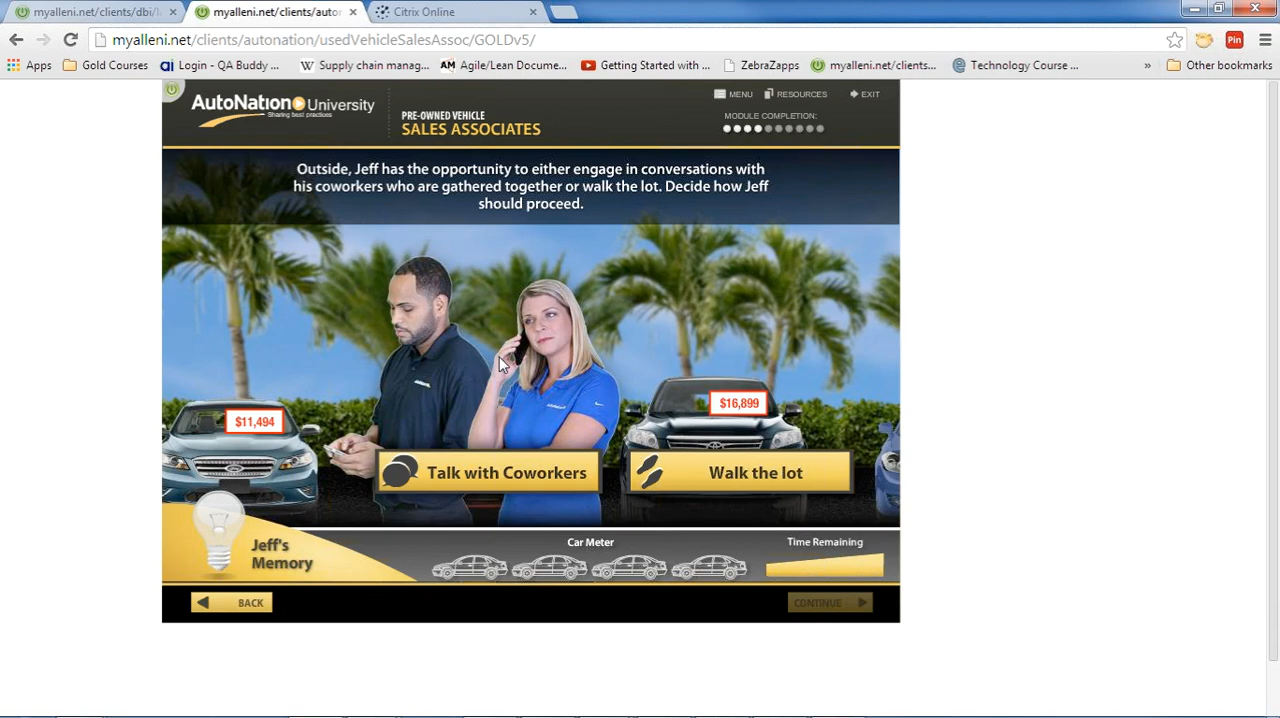 myalleni.net/clients/dbi/l
myalleni.net/clients/auto
Citrix Online
myalleni.net/clients/autonation/usedVehicleSalesAssoc/GOLDv5/
Pin
Apps
Gold Courses
Login - QA Buddy ...
Supply chain manag...
Agile/Lean Docume...
Getting Started with ...
ZebraZapps
myalleni.net/clients...
Technology Course ...
»
Other bookmarks
AutoNation University
Sharing best practices
PRE-OWNED VEHICLE
SALES ASSOCIATES
MENU
RESOURCES
EXIT
MODULE COMPLETION:
Outside, Jeff has the opportunity to either engage in conversations with
his coworkers who are gathered together or walk the lot. Decide how Jeff
should proceed.
$11,494
$16,899
Talk with Coworkers
Walk the lot
Jeff's
Memory
Car Meter
Time Remaining
BACK
CONTINUE